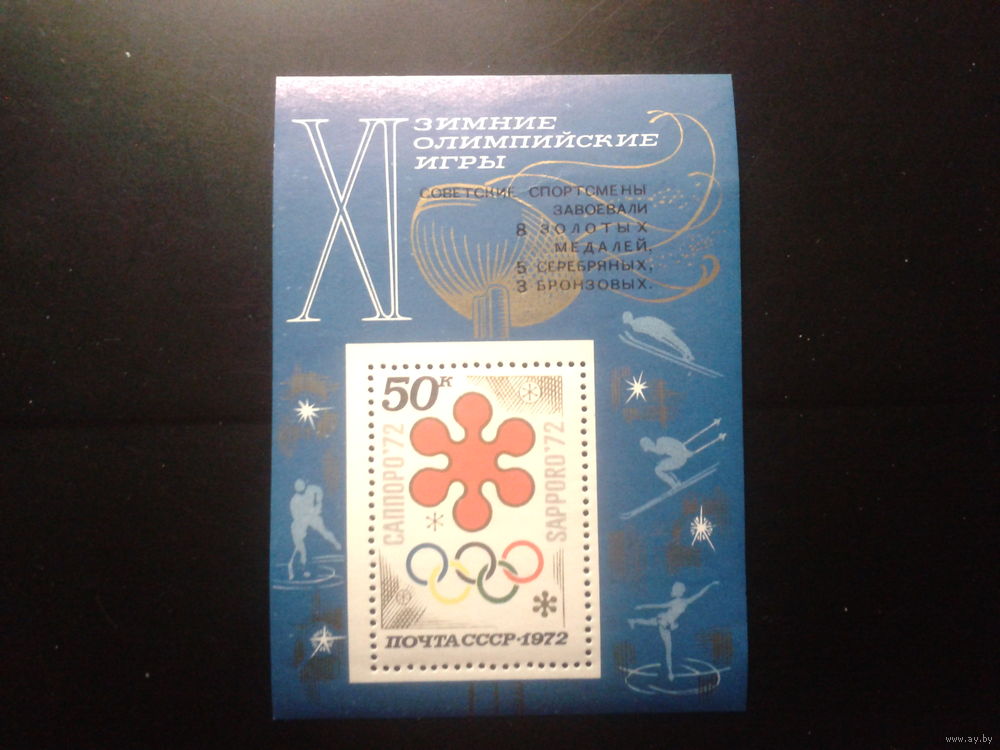 XI
ЗИМНИЕ
ОЛИМПИЙСКИЕ
ИГРЫ
СОВЕТСКИЕ СПОРТСМЕНЫ
ЗАВОЕВАЛИ
8 ЗОЛОТЫХ
МЕДАЛЕЙ,
5 СЕРЕБРЯНЫХ,
3 БРОНЗОВЫХ.
50К
САППОРО'72
SAPPORO'72
ПОЧТА СССР·1972
www.ay.by